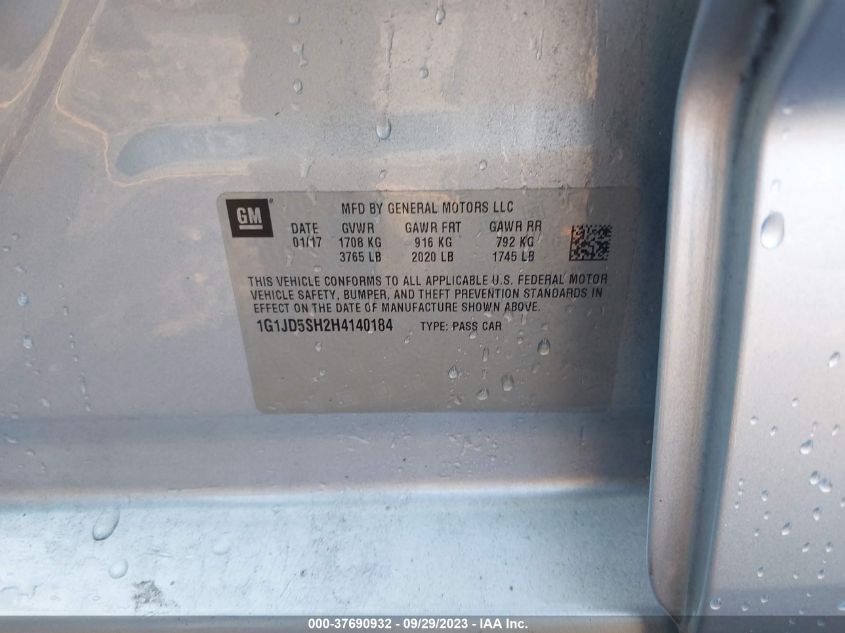 GM
MFD BY GENERAL MOTORS LLC
DATE GVWR GAWR FRT GAWR RR
01/17 1708 KG 916 KG 792 KG
3765 LB 2020 LB 1745 LB
THIS VEHICLE CONFORMS TO ALL APPLICABLE U.S. FEDERAL MOTOR
VEHICLE SAFETY, BUMPER, AND THEFT PREVENTION STANDARDS IN
EFFECT ON THE DATE OF MANUFACTURE SHOWN ABOVE.
1G1JD5SH2H4140184 TYPE: PASS CAR
000-37690932 - 09/29/2023 - IAA Inc.